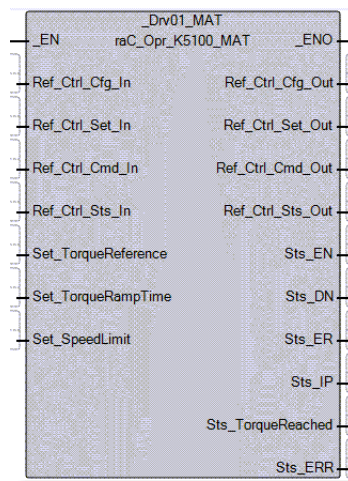 _Drv01_MAT
_EN raC_Opr_K5100_MAT _ENO
Ref_Ctrl_Cfg_In Ref_Ctrl_Cfg_Out
Ref_Ctrl_Set_In Ref_Ctrl_Set_Out
Ref_Ctrl_Cmd_In Ref_Ctrl_Cmd_Out
Ref_Ctrl_Sts_In Ref_Ctrl_Sts_Out
Set_TorqueReference Sts_EN
Set_TorqueRampTime Sts_DN
Set_SpeedLimit Sts_ER
Sts_IP
Sts_TorqueReached
Sts_ERR